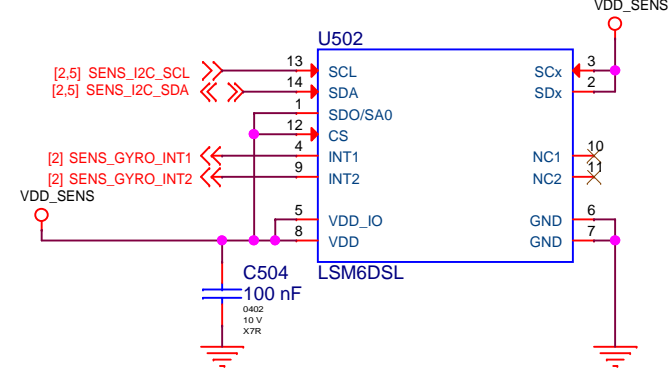 VDD_SENS
U502
[2,5] SENS_I2C_SCL 13 SCL SCx 3
[2,5] SENS_I2C_SDA 14 SDA SDx 2
1 SDO/SA0
12 CS
[2] SENS_GYRO_INT1 4 INT1 NC1 10
[2] SENS_GYRO_INT2 9 INT2 NC2 11
VDD_SENS
5 VDD_IO GND 6
8 VDD GND 7
C504 LSM6DSL
100 nF
0402
10 V
X7R